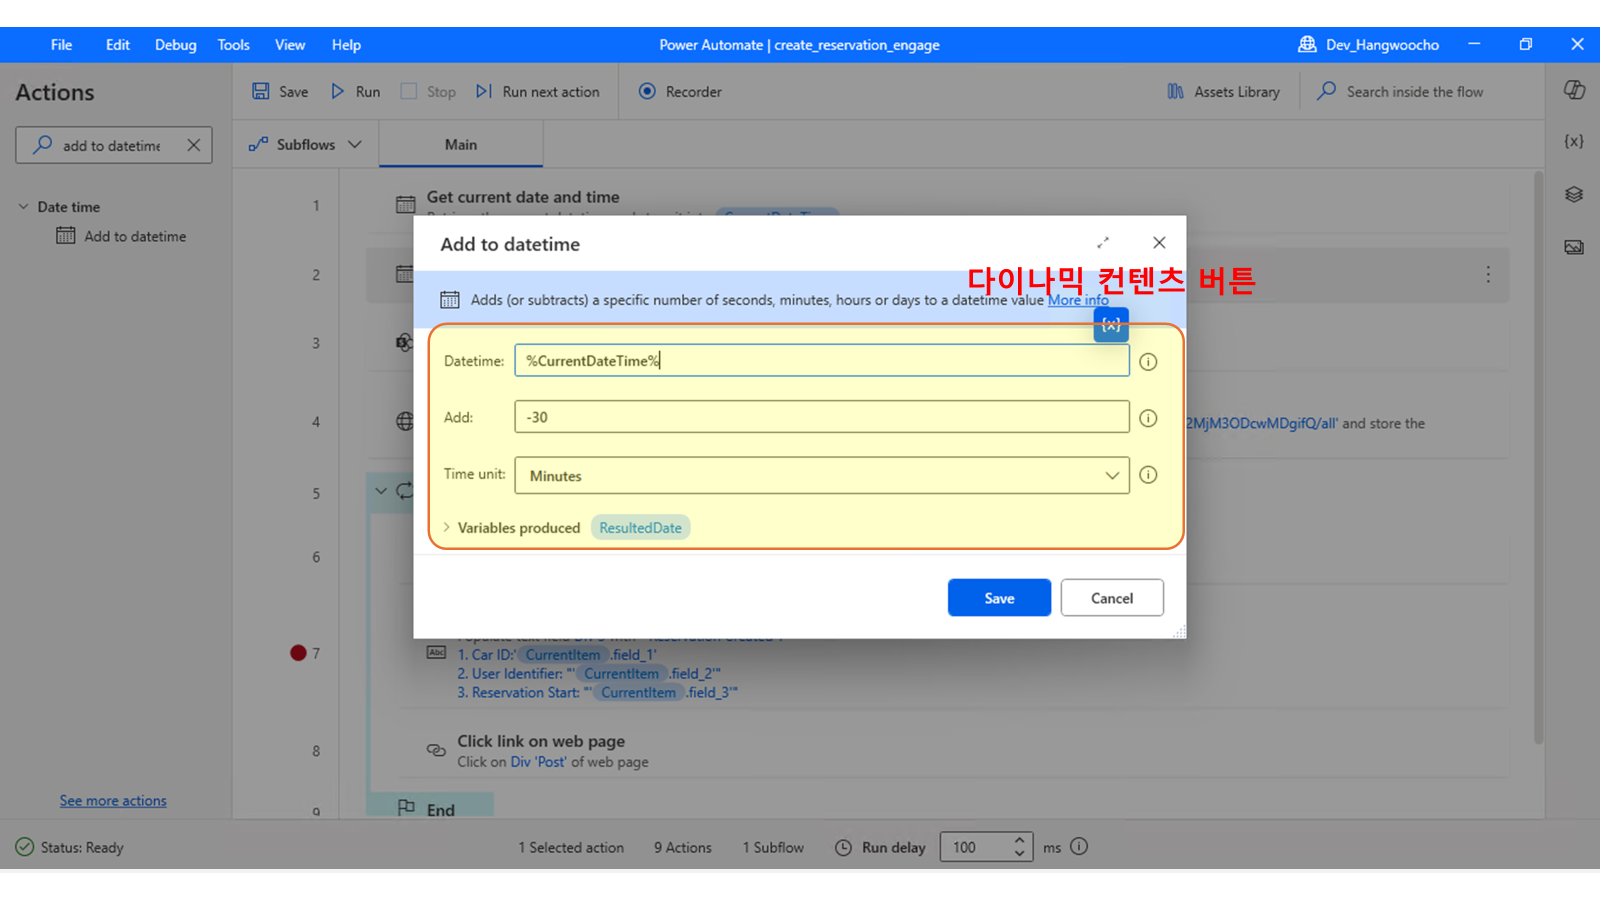 File Edit Debug Tools View Help Power Automate | create_reservation_engage Dev_Hangwoocho
Actions
Save Run Stop Run next action Recorder Assets Library Search inside the flow
add to datetime
Subflows Main
Date time
Add to datetime
1 Get current date and time
Add to datetime
다이나믹 컨텐츠 버튼
2
Adds (or subtracts) a specific number of seconds, minutes, hours or days to a datetime value More info
{x}
3
Datetime: %CurrentDateTime%
Add: -30
4 2MjM3ODcwMDgifQ/all' and store the
Time unit: Minutes
5
Variables produced ResultedDate
6
Save Cancel
7
Abc
1. Car ID:' CurrentItem .field_1'
2. User Identifier: "' CurrentItem .field_2'"
3. Reservation Start: "' CurrentItem .field_3'"
8 Click link on web page
Click on Div 'Post' of web page
See more actions
9 End
Status: Ready 1 Selected action 9 Actions 1 Subflow Run delay 100 ms